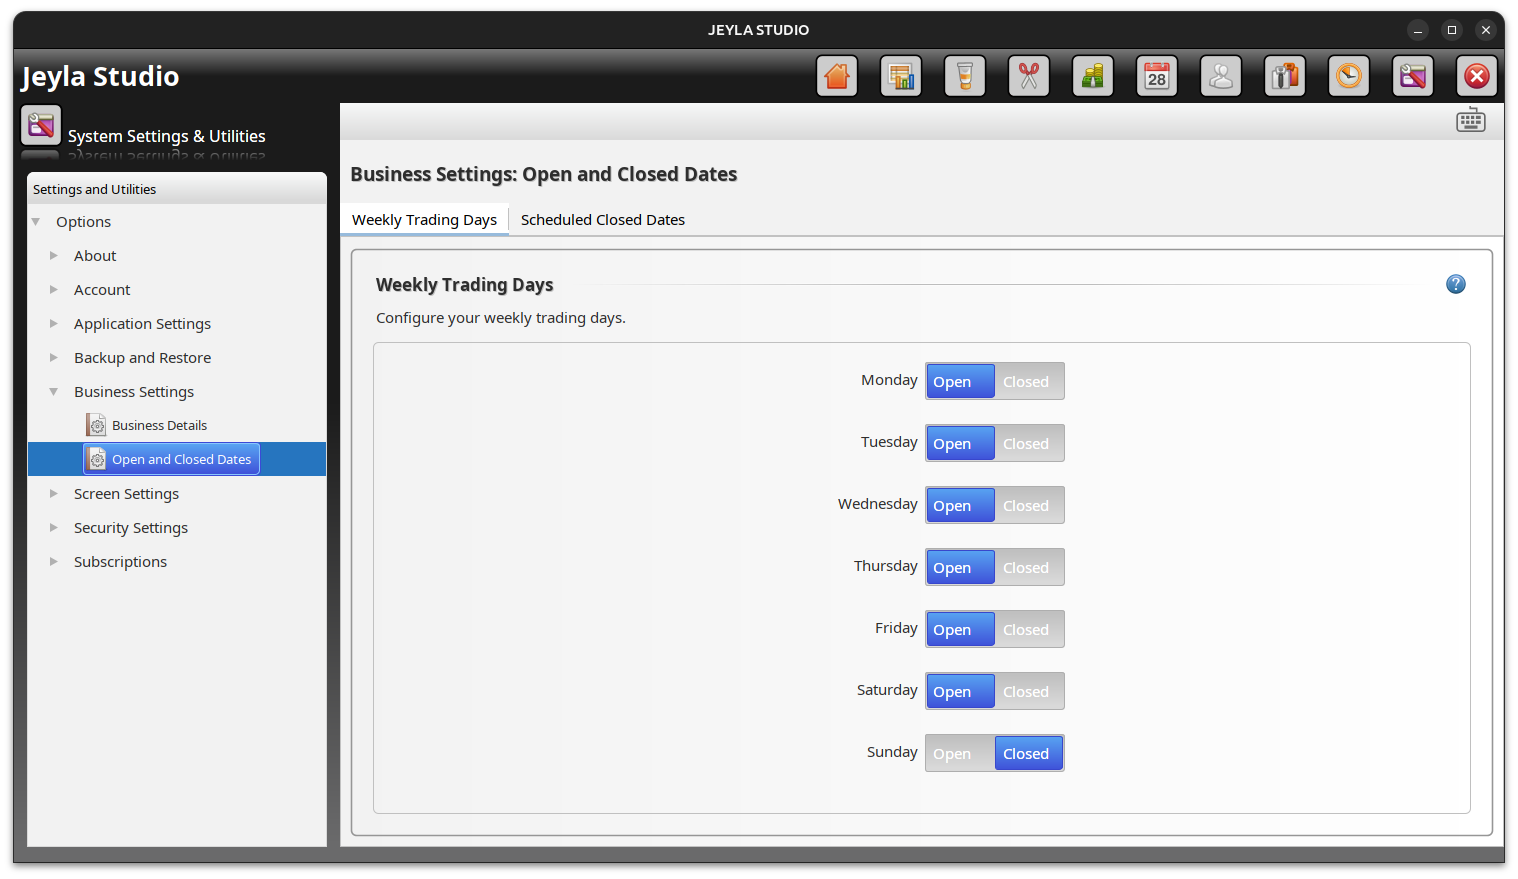 JEYLA STUDIO
Jeyla Studio
28
System Settings & Utilities
Settings and Utilities
Options
About
Account
Application Settings
Backup and Restore
Business Settings
Business Details
Open and Closed Dates
Screen Settings
Security Settings
Subscriptions
Business Settings: Open and Closed Dates
Weekly Trading Days Scheduled Closed Dates
Weekly Trading Days
?
Configure your weekly trading days.
Monday Open Closed
Tuesday Open Closed
Wednesday Open Closed
Thursday Open Closed
Friday Open Closed
Saturday Open Closed
Sunday Open Closed